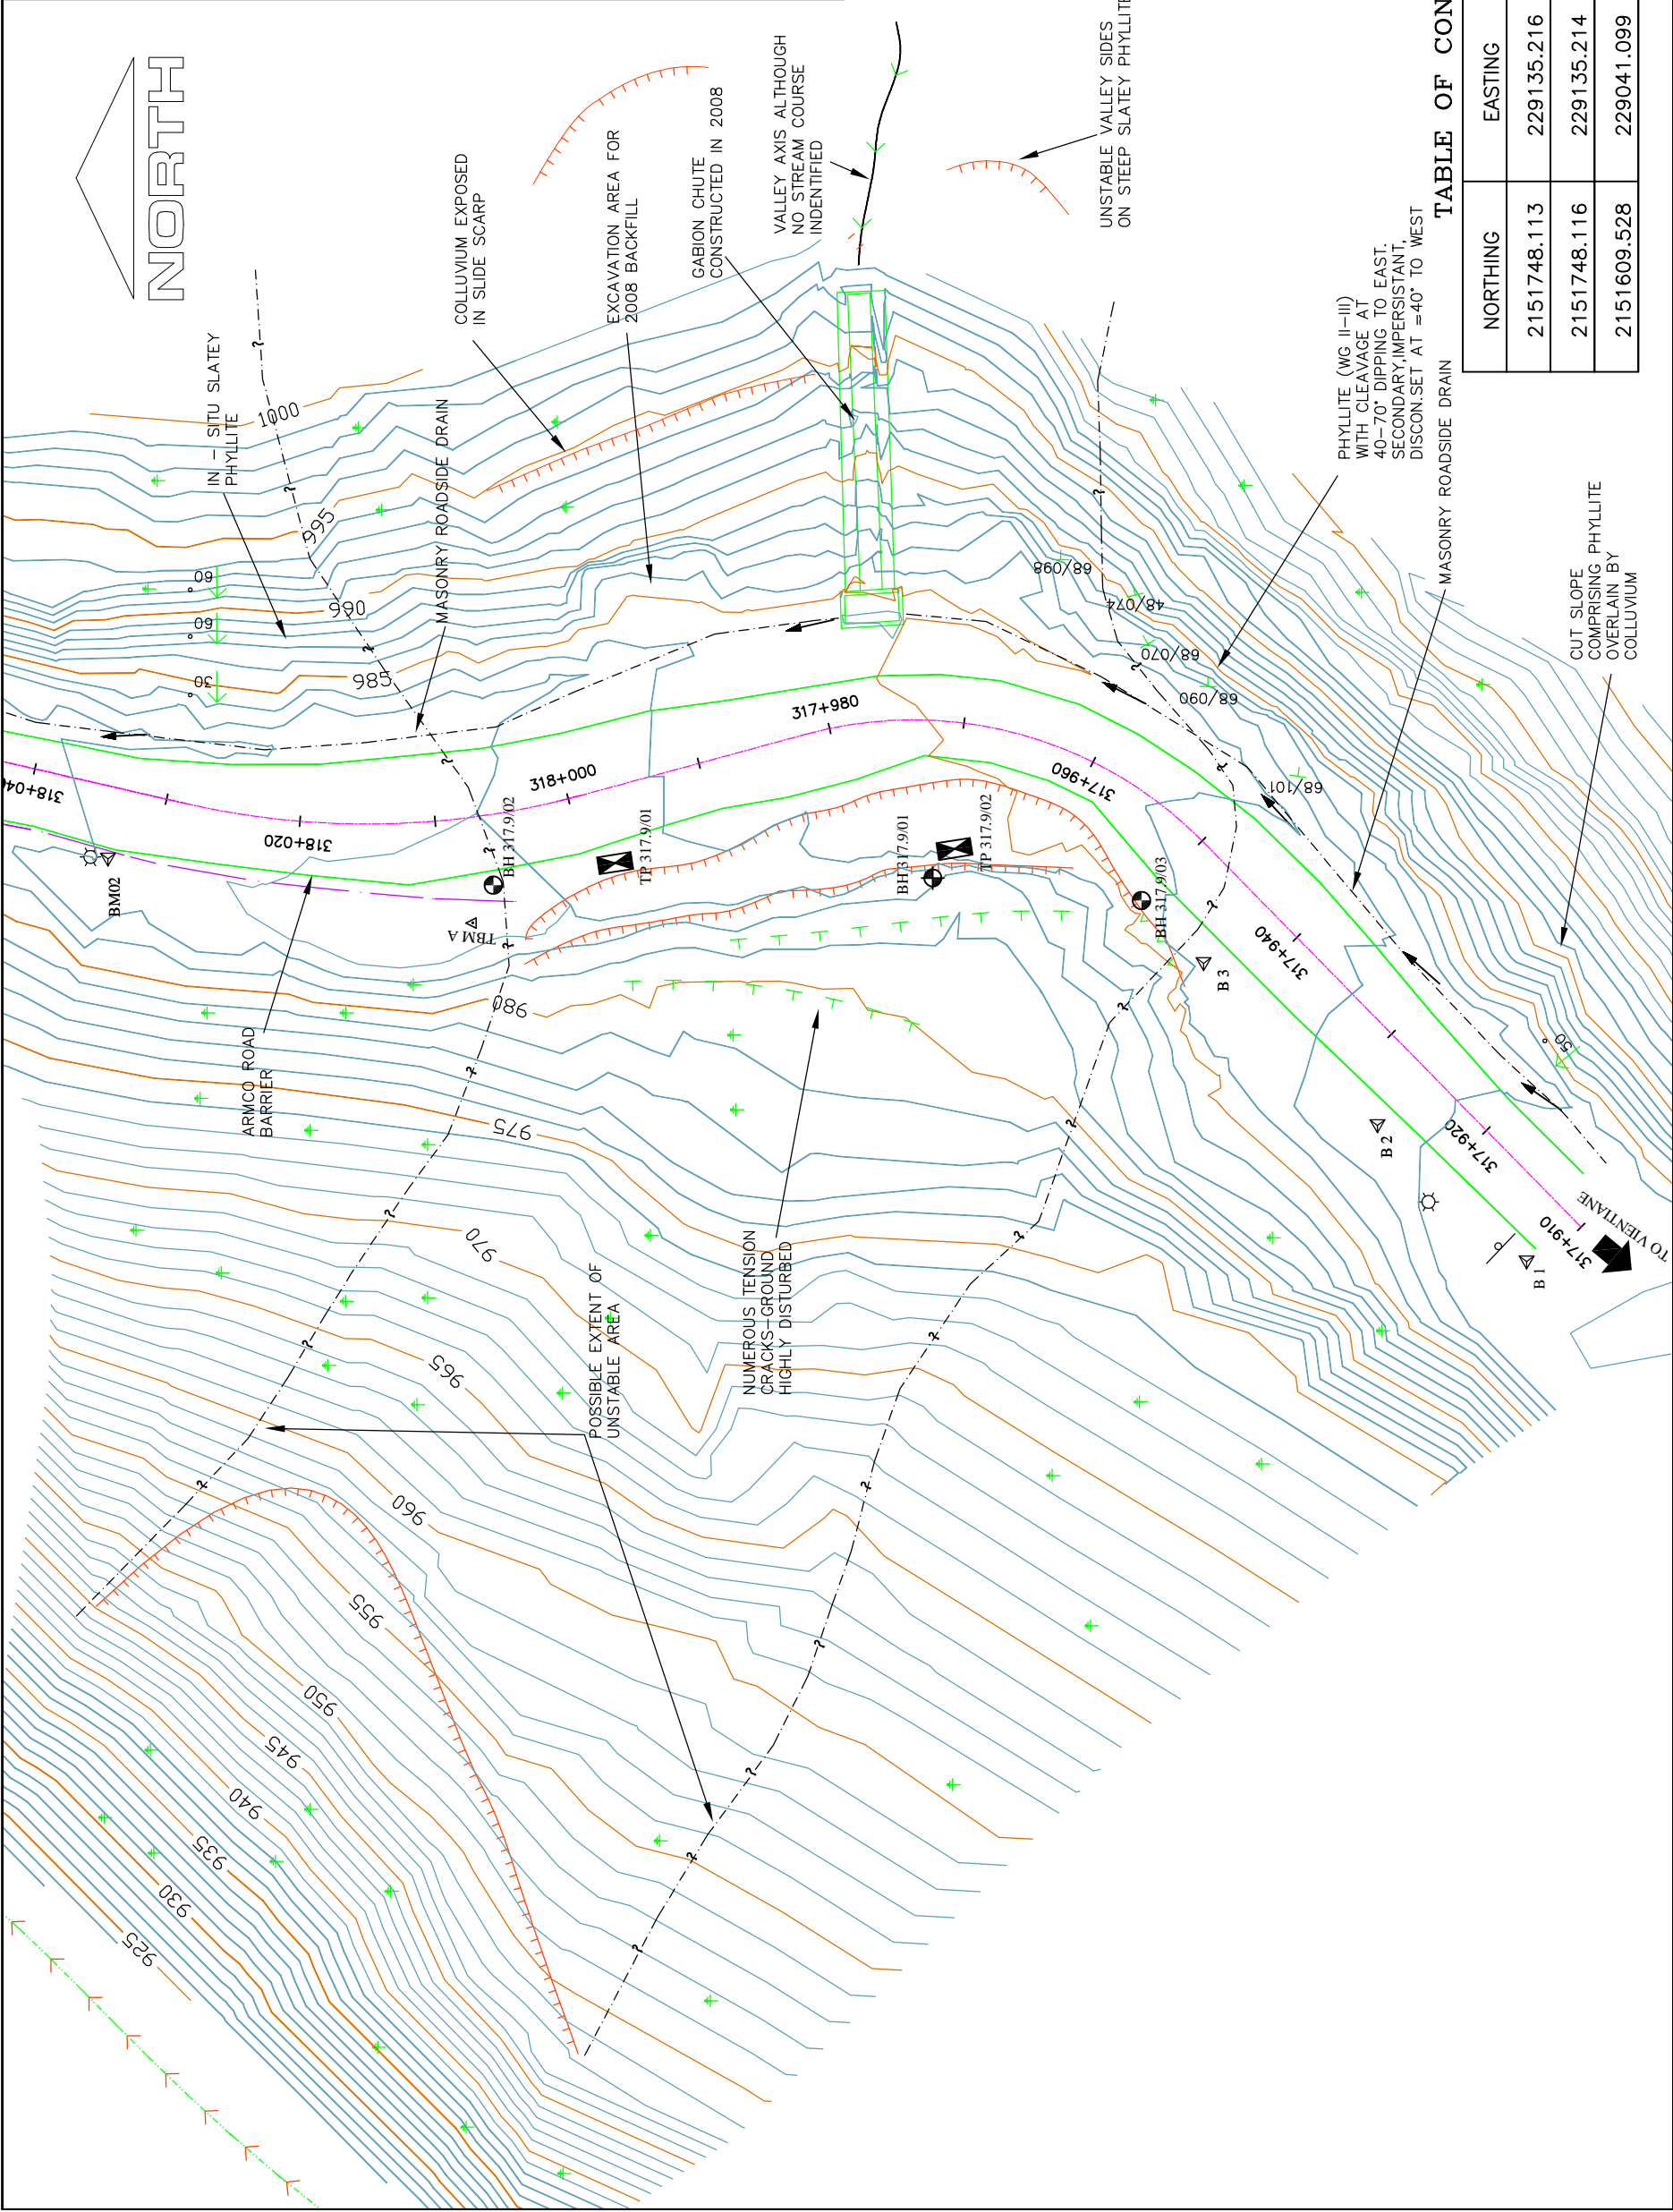 NORTH
IN - SITU SLATEY
PHYLLITE
COLLUVIUM EXPOSED
IN SLIDE SCARP
EXCAVATION AREA FOR
2008 BACKFILL
GABION CHUTE
CONSTRUCTED IN 2008
VALLEY AXIS ALTHOUGH
NO STREAM COURSE
INDENTIFIED
UNSTABLE VALLEY SIDES
ON STEEP SLATEY PHYLLITE
TABLE OF CON
NORTHING EASTING
2151748.113 229135.216
2151748.116 229135.214
2151609.528 229041.099
PHYLLITE (WG II-III)
WITH CLEAVAGE AT
40-70° DIPPING TO EAST.
SECONDARY,IMPERSISTANT,
DISCON.SET AT =40° TO WEST
MASONRY ROADSIDE DRAIN
MASONRY ROADSIDE DRAIN
CUT SLOPE
COMPRISING PHYLLITE
OVERLAIN BY
COLLUVIUM
ARMCO ROAD
BARRIER
NUMEROUS TENSION
CRACKS-GROUND
HIGHLY DISTURBED
POSSIBLE EXTENT OF
UNSTABLE AREA
1000
995
990
985
980
975
970
965
960
955
950
945
940
935
930
925
60°
60°
30°
50°
68/098
48/074
68/070
68/090
68/101
318+040
318+020
318+000
317+980
317+960
317+940
317+920
317+910
TO VIENTIANE
BM02
TBM A
BH 317.9/02
TP 317.9/01
BH 317.9/01
TP 317.9/02
BH 317.9/03
B 3
B 2
B 1
? ? ? ? ? ? ? ? ? ? ?
? ? ? ? ? ? ? ? ? ? ? ? ? ? ?